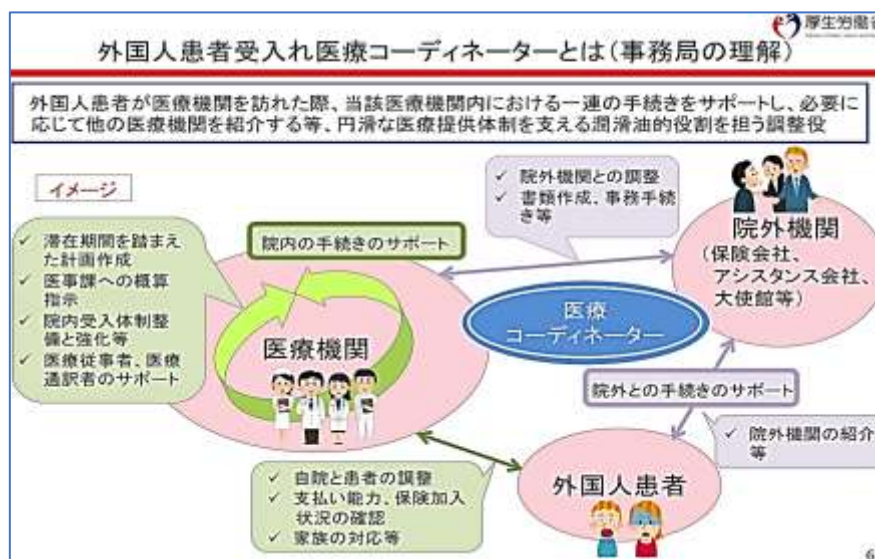 厚生労働省
外国人患者受入れ医療コーディネーターとは(事務局の理解)
外国人患者が医療機関を訪れた際、当該医療機関内における一連の手続きをサポートし、必要に
応じて他の医療機関を紹介する等、円滑な医療提供体制を支える潤滑油的役割を担う調整役
イメージ
✓ 滞在期間を踏まえ
た計画作成
✓ 医事課への概算
指示
✓ 院内受入体制整
備と強化等
✓ 医療従事者、医療
通訳者のサポート
院内の手続きのサポート
医療機関
✓ 院外機関との調整
✓ 書類作成、事務手続
き等
院外機関
(保険会社、
アシスタンス会社、
大使館等)
医療
コーディネーター
院外との手続きのサポート
✓ 院外機関の紹介
等
✓ 自院と患者の調整
✓ 支払い能力、保険加入
状況の確認
✓ 家族の対応等
外国人患者
6